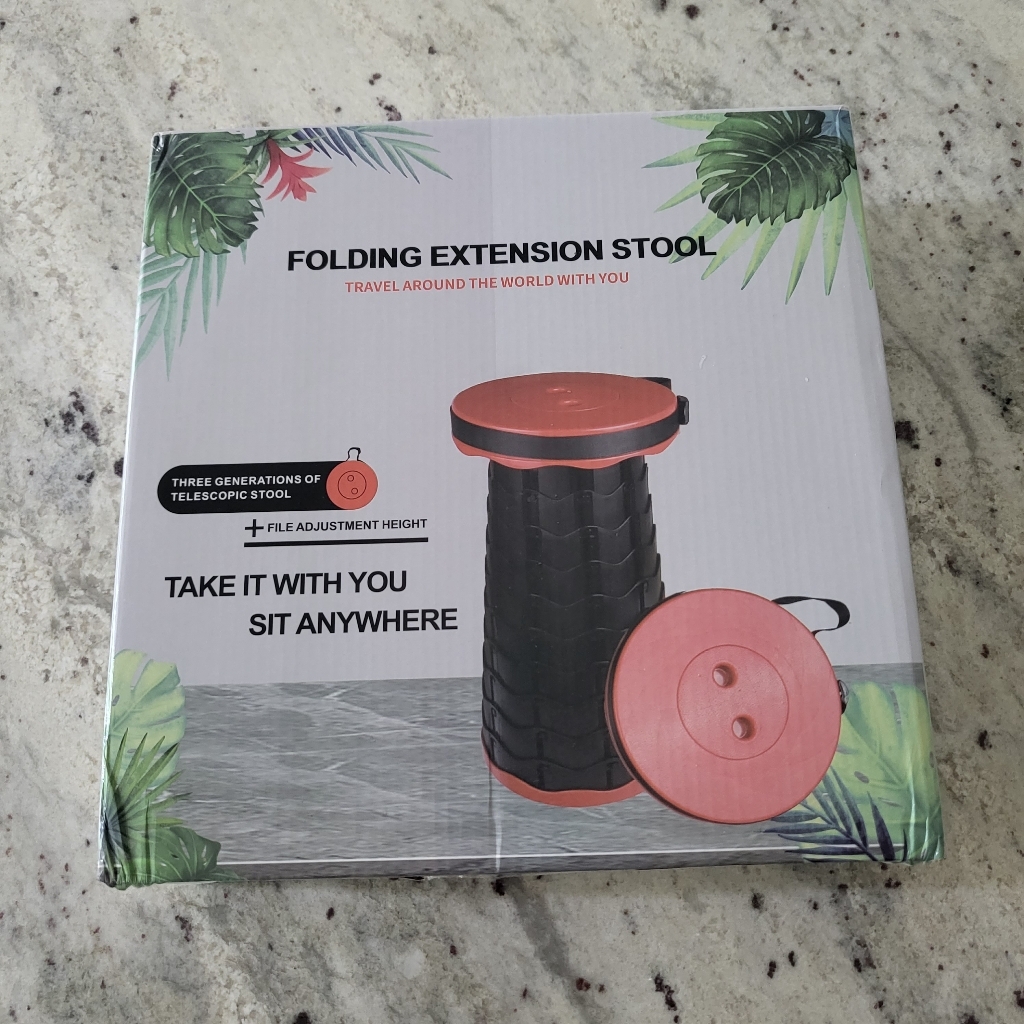 FOLDING EXTENSION STOOL
TRAVEL AROUND THE WORLD WITH YOU
THREE GENERATIONS OF
TELESCOPIC STOOL
+ FILE ADJUSTMENT HEIGHT
TAKE IT WITH YOU
SIT ANYWHERE